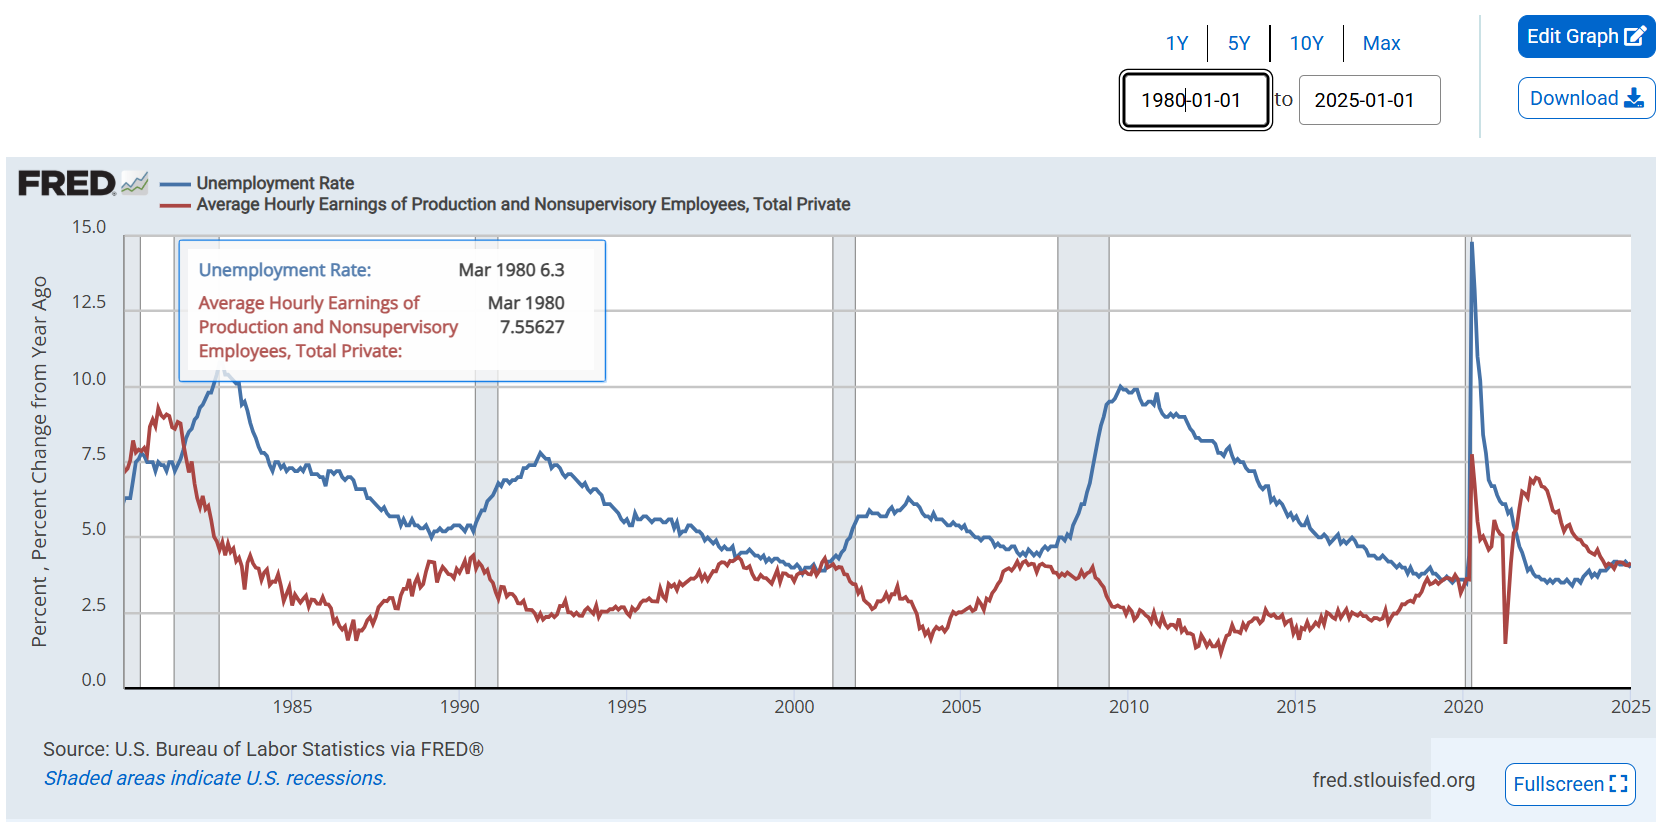 1Y 5Y 10Y Max
Edit Graph
1980-01-01 to 2025-01-01
Download
FRED
Unemployment Rate
Average Hourly Earnings of Production and Nonsupervisory Employees, Total Private
Percent , Percent Change from Year Ago
15.0
12.5
10.0
7.5
5.0
2.5
0.0
Unemployment Rate: Mar 1980 6.3
Average Hourly Earnings of Mar 1980
Production and Nonsupervisory 7.55627
Employees, Total Private:
1985 1990 1995 2000 2005 2010 2015 2020 2025
Source: U.S. Bureau of Labor Statistics via FRED®
Shaded areas indicate U.S. recessions.
fred.stlouisfed.org
Fullscreen